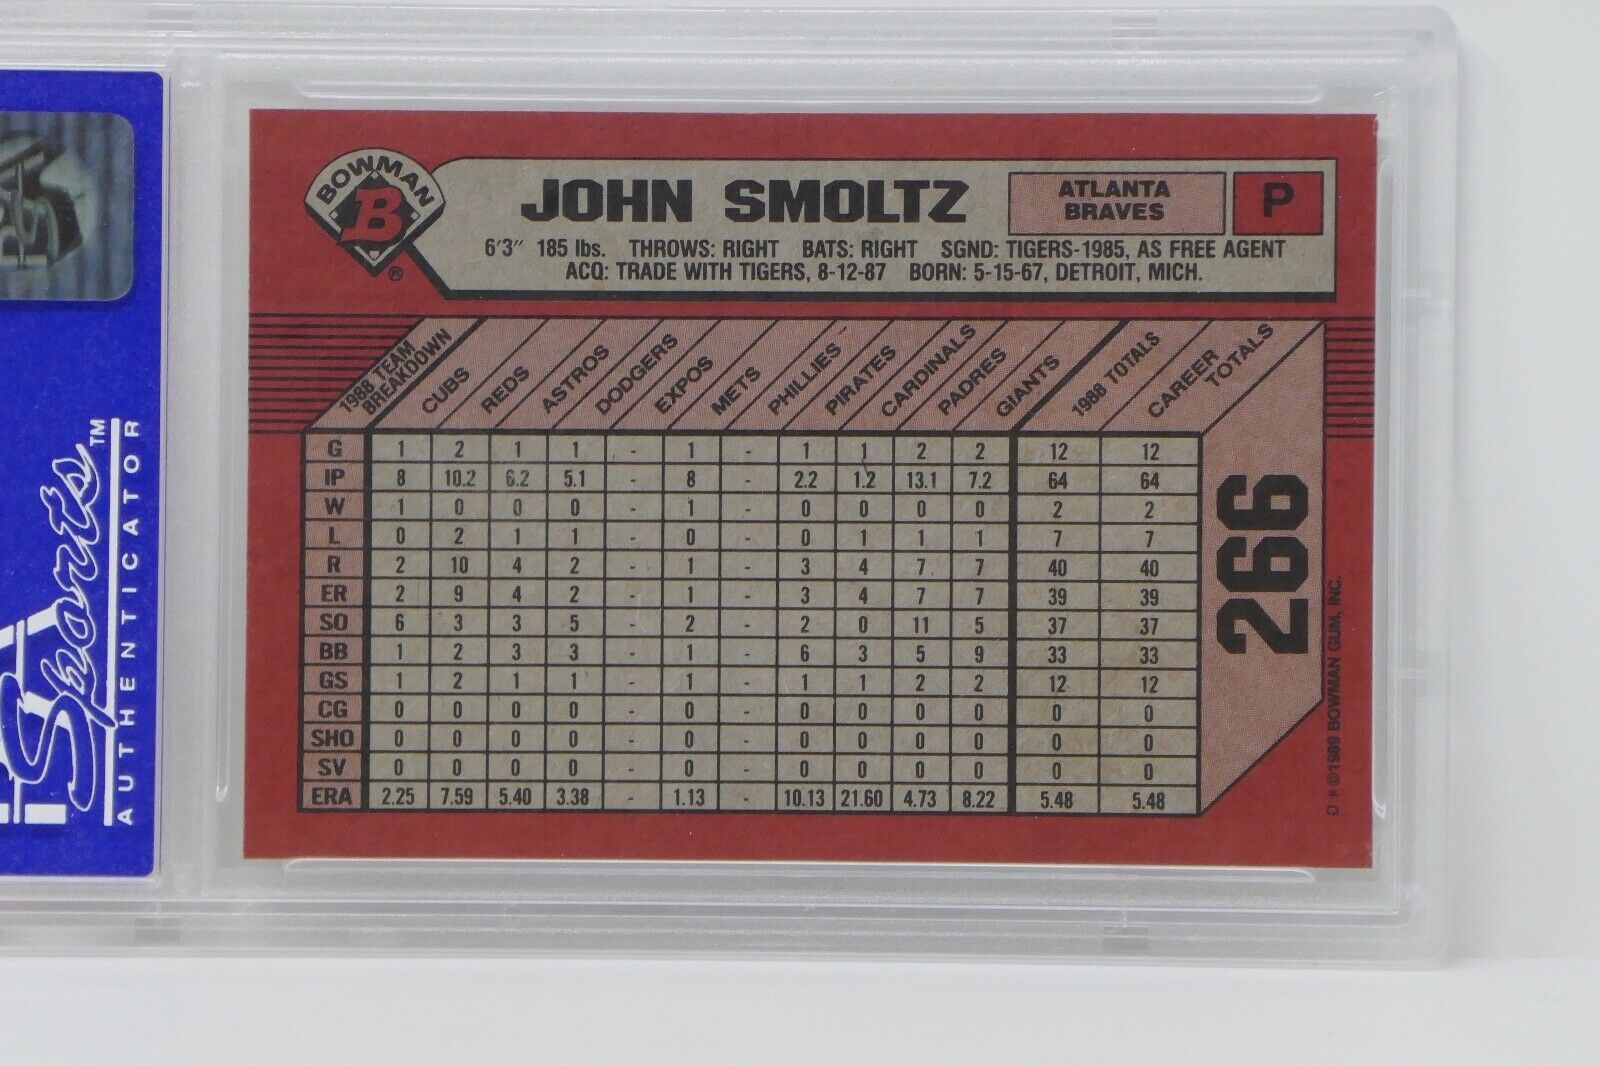 BOWMAN
B
®
JOHN SMOLTZ
ATLANTA
BRAVES
P
6'3" 185 lbs. THROWS: RIGHT BATS: RIGHT SGND: TIGERS-1985, AS FREE AGENT
ACQ: TRADE WITH TIGERS, 8-12-87 BORN: 5-15-67, DETROIT, MICH.
1988 TEAM
BREAKDOWN
CUBS REDS ASTROS DODGERS EXPOS METS PHILLIES PIRATES CARDINALS PADRES GIANTS 1988 TOTALS CAREER TOTALS
G 1 2 1 1 - 1 - 1 1 2 2 12 12
IP 8 10.2 6.2 5.1 - 8 - 2.2 1.2 13.1 7.2 64 64
W 1 0 0 0 - 1 - 0 0 0 0 2 2
L 0 2 1 1 - 0 - 0 1 1 1 7 7
R 2 10 4 2 - 1 - 3 4 7 7 40 40
ER 2 9 4 2 - 1 - 3 4 7 7 39 39
SO 6 3 3 5 - 2 - 2 0 11 5 37 37
BB 1 2 3 3 - 1 - 6 3 5 9 33 33
GS 1 2 1 1 - 1 - 1 1 2 2 12 12
CG 0 0 0 0 - 0 - 0 0 0 0 0 0
SHO 0 0 0 0 - 0 - 0 0 0 0 0 0
SV 0 0 0 0 - 0 - 0 0 0 0 0 0
ERA 2.25 7.59 5.40 3.38 - 1.13 - 10.13 21.60 4.73 8.22 5.48 5.48
266
O * ©1989 BOWMAN GUM, INC.
PSA
Sports™
AUTHENTICATOR